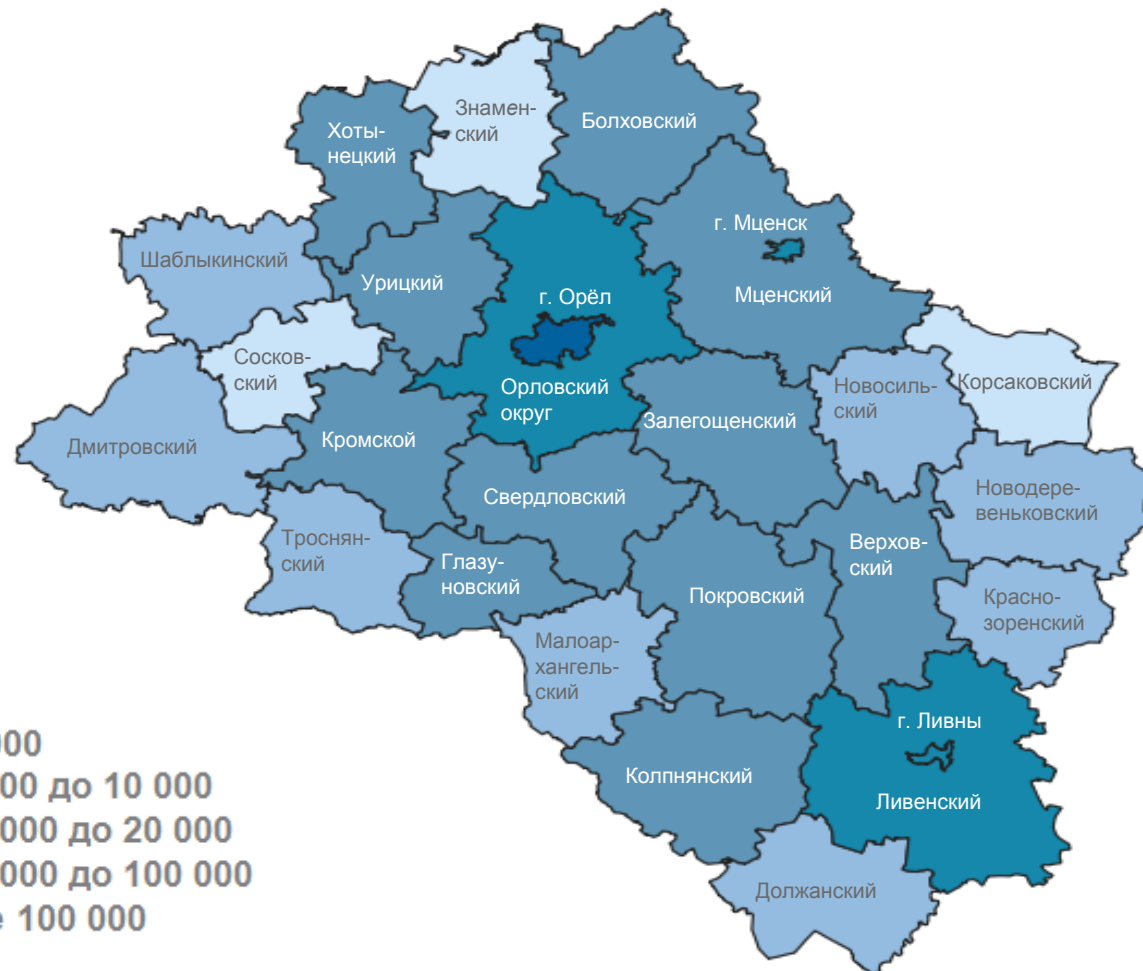 Знамен-
ский
Болховский
Хоты-
нецкий
г. Мценск
Шаблыкинский
Урицкий
г. Орёл
Мценский
Сосков-
ский
Орловский
округ
Новосиль-
ский
Корсаковский
Залегощенский
Дмитровский
Кромской
Свердловский
Новодере-
веньковский
Троснян-
ский
Глазу-
новский
Верхов-
ский
Покровский
Красно-
зоренский
Малоар-
хангель-
ский
г. Ливны
Колпнянский
Ливенский
Должанский
000
00 до 10 000
000 до 20 000
000 до 100 000
е 100 000